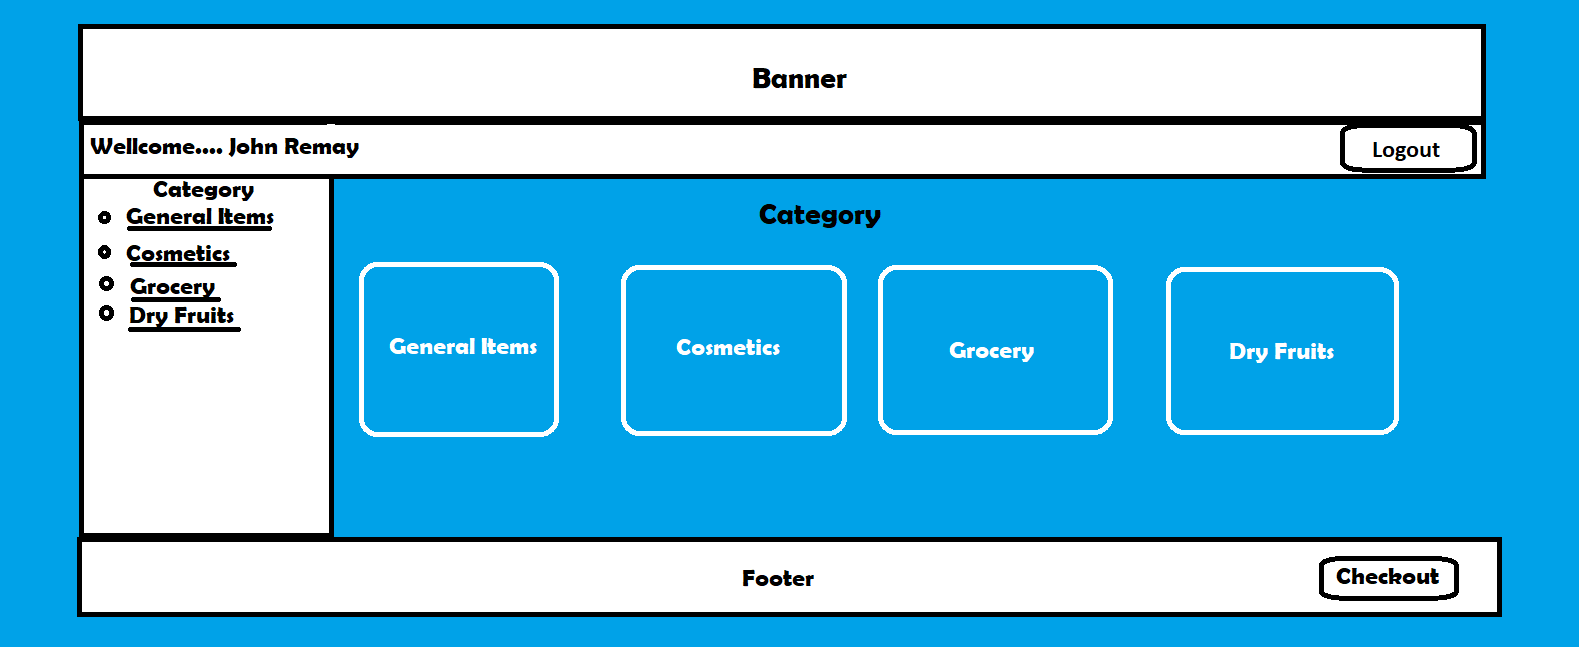 Banner
Wellcome.... John Remay
Logout
Category
General Items
Cosmetics
Grocery
Dry Fruits
Category
General Items
Cosmetics
Grocery
Dry Fruits
Footer
Checkout